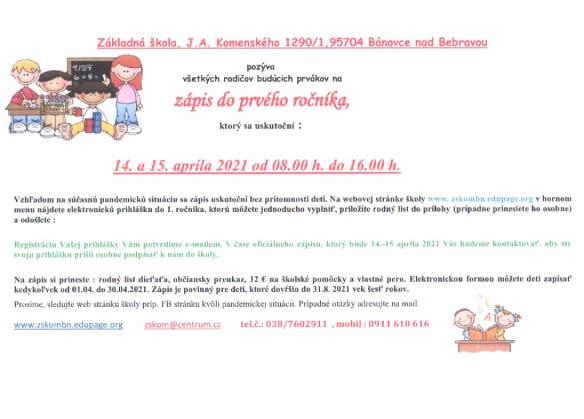 Základná škola, J.A. Komenského 1290/1,95704 Bánovce nad Bebravou
pozýva
všetkých rodičov budúcich prvákov na
zápis do prvého ročníka,
ktorý sa uskutoční :
14. a 15. apríla 2021 od 08.00 h. do 16.00 h.
Vzhľadom na súčasnú pandemickú situáciu sa zápis uskutoční bez prítomnosti detí. Na webovej stránke školy www. zskombn.edupage.org v hornom
menu nájdete elektronickú prihlášku do 1. ročníka, ktorú môžete jednoducho vyplniť, priložíte rodný list do prílohy (prípadne prinesiete ho osobne)
a odošlete :
Registráciu Vašej prihlášky Vám potvrdíme e-mailom. V čase oficiálneho zápisu, ktorý bude 14.-15 apríla 2021 Vás budeme kontaktovať, aby ste
svoju prihlášku prišli osobne podpísať k nám do školy.
Na zápis si prineste : rodný list dieťaťa, občiansky preukaz, 12 € na školské pomôcky a vlastné pero. Elektronickou formou môžete deti zapísať
kedykoľvek od 01.04. do 30.04.2021. Zápis je povinný pre deti, ktoré dovŕšia do 31.8. 2021 vek šesť rokov.
Prosíme, sledujte web stránku školy príp. FB stránku kvôli pandemickej situácii. Prípadné otázky adresujte na mail.
www.zskombn.edupage.org zskom@centrum.cz tel.č.: 038/7602911 , mobil : 0911 610 616